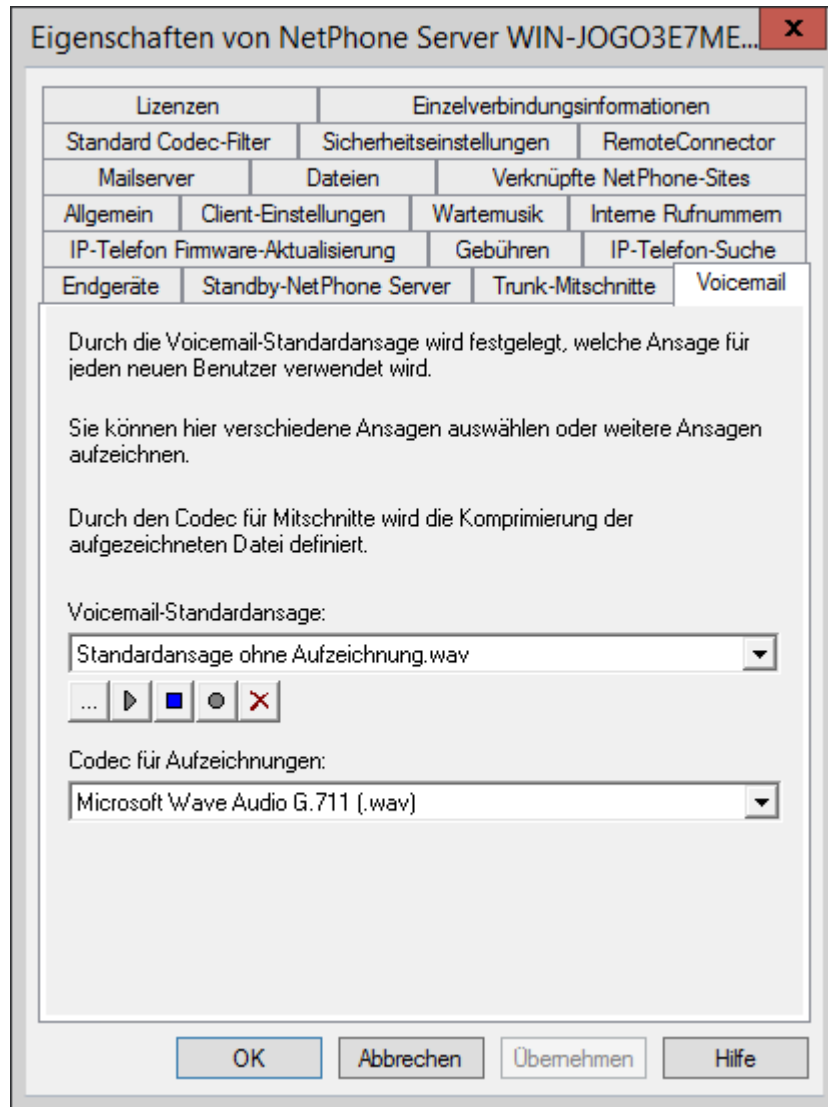 Eigenschaften von NetPhone Server WIN-JOGO3E7ME... x
Lizenzen Einzelverbindungsinformationen
Standard Codec-Filter Sicherheitseinstellungen RemoteConnector
Mailserver Dateien Verknüpfte NetPhone-Sites
Allgemein Client-Einstellungen Wartemusik Interne Rufnummern
IP-Telefon Firmware-Aktualisierung Gebühren IP-Telefon-Suche
Endgeräte Standby-NetPhone Server Trunk-Mitschnitte Voicemail
Durch die Voicemail-Standardansage wird festgelegt, welche Ansage für
jeden neuen Benutzer verwendet wird.
Sie können hier verschiedene Ansagen auswählen oder weitere Ansagen
aufzeichnen.
Durch den Codec für Mitschnitte wird die Komprimierung der
aufgezeichneten Datei definiert.
Voicemail-Standardansage:
Standardansage ohne Aufzeichnung.wav
...
Codec für Aufzeichnungen:
Microsoft Wave Audio G.711 (.wav)
OK Abbrechen Übernehmen Hilfe